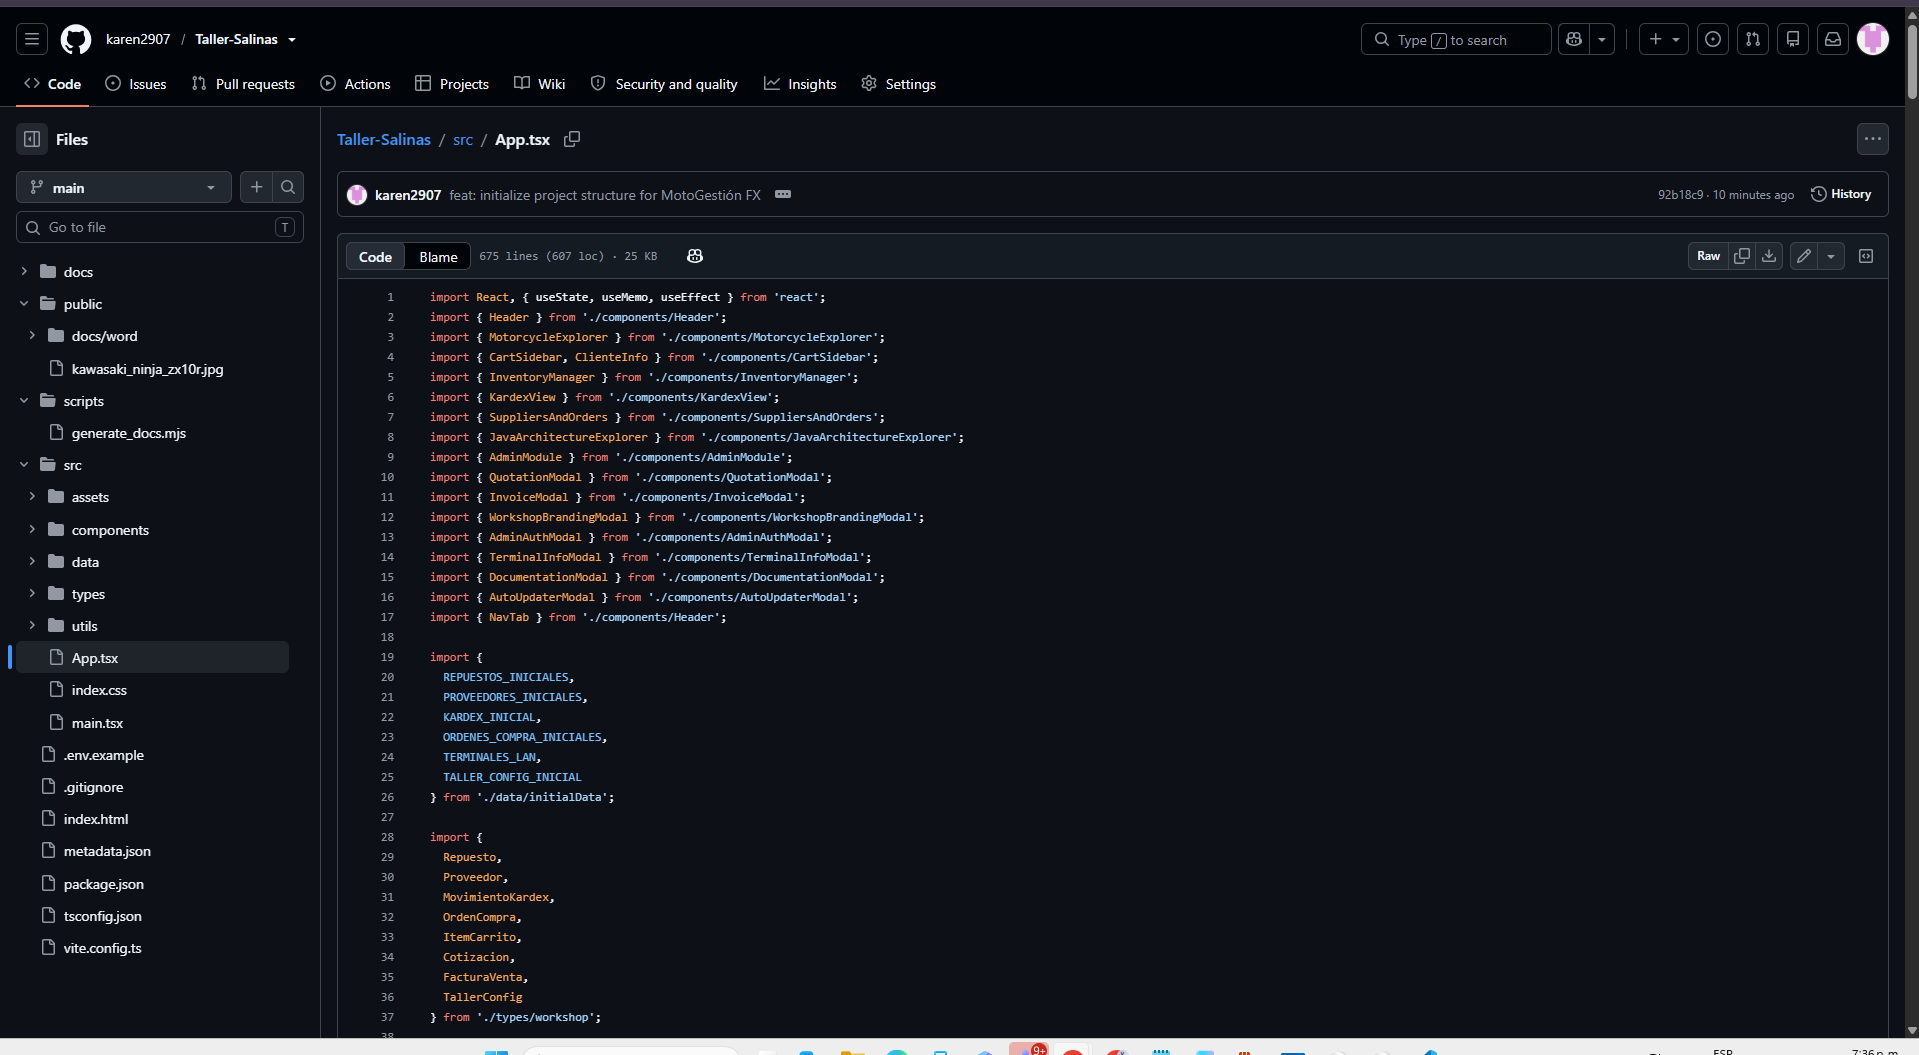 karen2907 / Taller-Salinas
Type / to search
Code Issues Pull requests Actions Projects Wiki Security and quality Insights Settings
Files
main
Go to file T
docs
public
docs/word
kawasaki_ninja_zx10r.jpg
scripts
generate_docs.mjs
src
assets
components
data
types
utils
App.tsx
index.css
main.tsx
.env.example
.gitignore
index.html
metadata.json
package.json
tsconfig.json
vite.config.ts
Taller-Salinas / src / App.tsx
karen2907 feat: initialize project structure for MotoGestión FX
92b18c9 · 10 minutes ago History
Code Blame 675 lines (607 loc) · 25 KB
Raw
1 import React, { useState, useMemo, useEffect } from 'react';
2 import { Header } from './components/Header';
3 import { MotorcycleExplorer } from './components/MotorcycleExplorer';
4 import { CartSidebar, ClienteInfo } from './components/CartSidebar';
5 import { InventoryManager } from './components/InventoryManager';
6 import { KardexView } from './components/KardexView';
7 import { SuppliersAndOrders } from './components/SuppliersAndOrders';
8 import { JavaArchitectureExplorer } from './components/JavaArchitectureExplorer';
9 import { AdminModule } from './components/AdminModule';
10 import { QuotationModal } from './components/QuotationModal';
11 import { InvoiceModal } from './components/InvoiceModal';
12 import { WorkshopBrandingModal } from './components/WorkshopBrandingModal';
13 import { AdminAuthModal } from './components/AdminAuthModal';
14 import { TerminalInfoModal } from './components/TerminalInfoModal';
15 import { DocumentationModal } from './components/DocumentationModal';
16 import { AutoUpdaterModal } from './components/AutoUpdaterModal';
17 import { NavTab } from './components/Header';
18
19 import {
20 REPUESTOS_INICIALES,
21 PROVEEDORES_INICIALES,
22 KARDEX_INICIAL,
23 ORDENES_COMPRA_INICIALES,
24 TERMINALES_LAN,
25 TALLER_CONFIG_INICIAL
26 } from './data/initialData';
27
28 import {
29 Repuesto,
30 Proveedor,
31 MovimientoKardex,
32 OrdenCompra,
33 ItemCarrito,
34 Cotizacion,
35 FacturaVenta,
36 TallerConfig
37 } from './types/workshop';
38
9+
ESP
7:36 p. m.